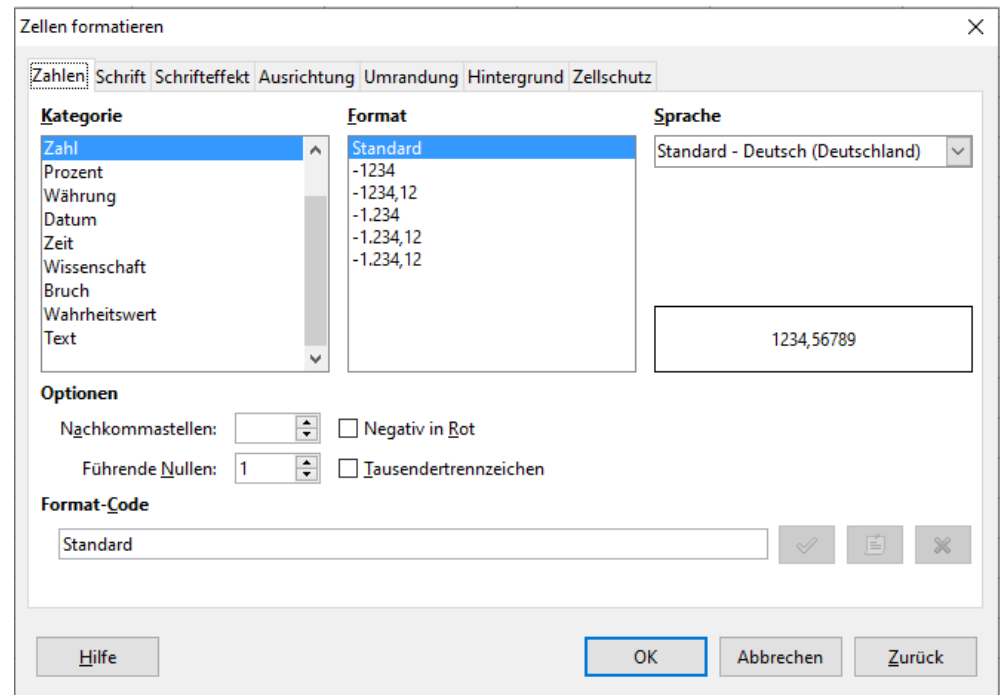 Zellen formatieren
Zahlen Schrift Schrifteffekt Ausrichtung Umrandung Hintergrund Zellschutz
Kategorie
Zahl
Prozent
Währung
Datum
Zeit
Wissenschaft
Bruch
Wahrheitswert
Text
Format
Standard
-1234
-1234,12
-1.234
-1.234,12
-1.234,12
Sprache
Standard - Deutsch (Deutschland)
1234,56789
Optionen
Nachkommastellen:
Negativ in Rot
Führende Nullen: 1
Tausendertrennzeichen
Format-Code
Standard
Hilfe
OK
Abbrechen
Zurück